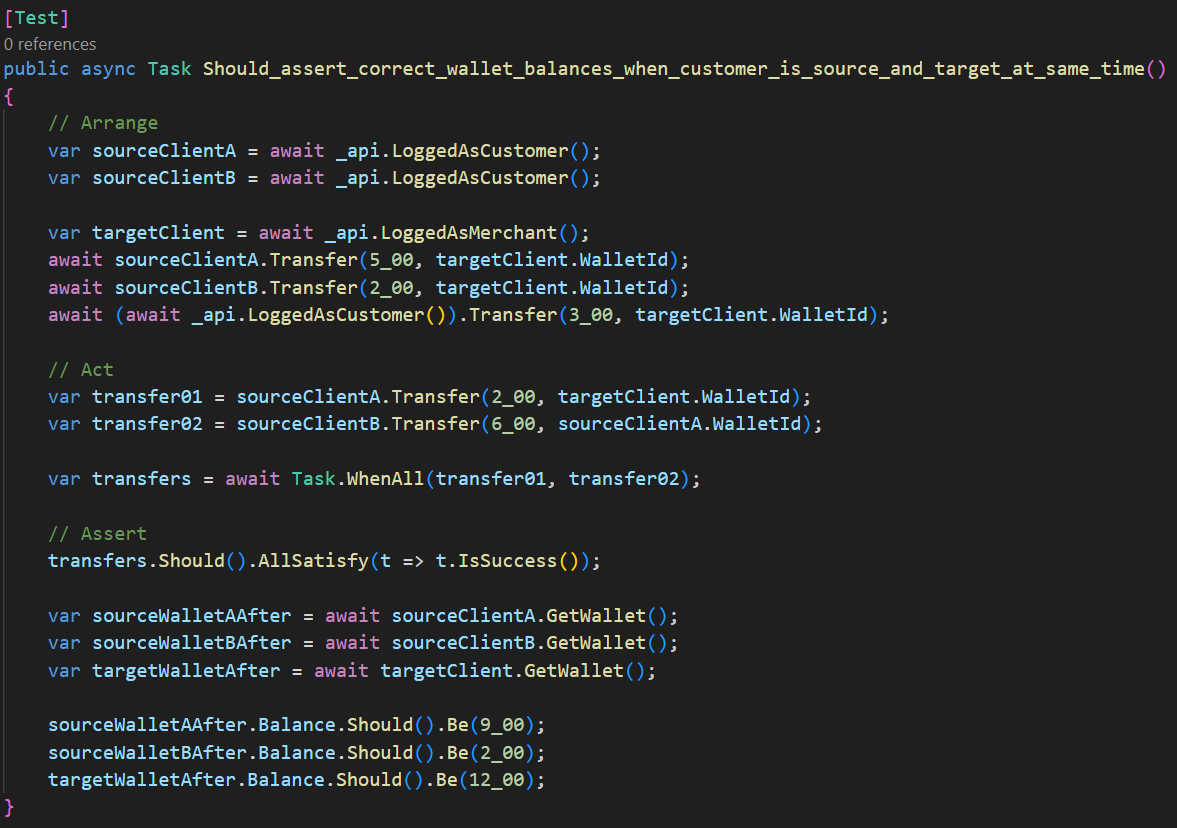 [Test]
0 references
public async Task Should_assert_correct_wallet_balances_when_customer_is_source_and_target_at_same_time()
{
    // Arrange
    var sourceClientA = await _api.LoggedAsCustomer();
    var sourceClientB = await _api.LoggedAsCustomer();

    var targetClient = await _api.LoggedAsMerchant();
    await sourceClientA.Transfer(5_00, targetClient.WalletId);
    await sourceClientB.Transfer(2_00, targetClient.WalletId);
    await (await _api.LoggedAsCustomer()).Transfer(3_00, targetClient.WalletId);

    // Act
    var transfer01 = sourceClientA.Transfer(2_00, targetClient.WalletId);
    var transfer02 = sourceClientB.Transfer(6_00, sourceClientA.WalletId);

    var transfers = await Task.WhenAll(transfer01, transfer02);

    // Assert
    transfers.Should().AllSatisfy(t => t.IsSuccess());

    var sourceWalletAAfter = await sourceClientA.GetWallet();
    var sourceWalletBAfter = await sourceClientB.GetWallet();
    var targetWalletAfter = await targetClient.GetWallet();

    sourceWalletAAfter.Balance.Should().Be(9_00);
    sourceWalletBAfter.Balance.Should().Be(2_00);
    targetWalletAfter.Balance.Should().Be(12_00);
}